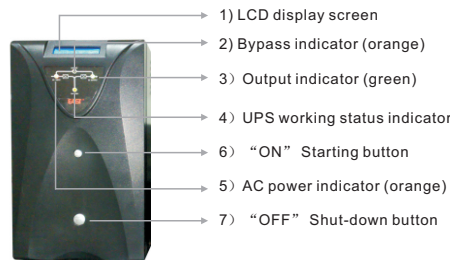 1) LCD display screen
2) Bypass indicator (orange)
3）Output indicator (green)
4）UPS working status indicator
6）“ON” Starting button
5）AC power indicator (orange)
7）“OFF” Shut-down button